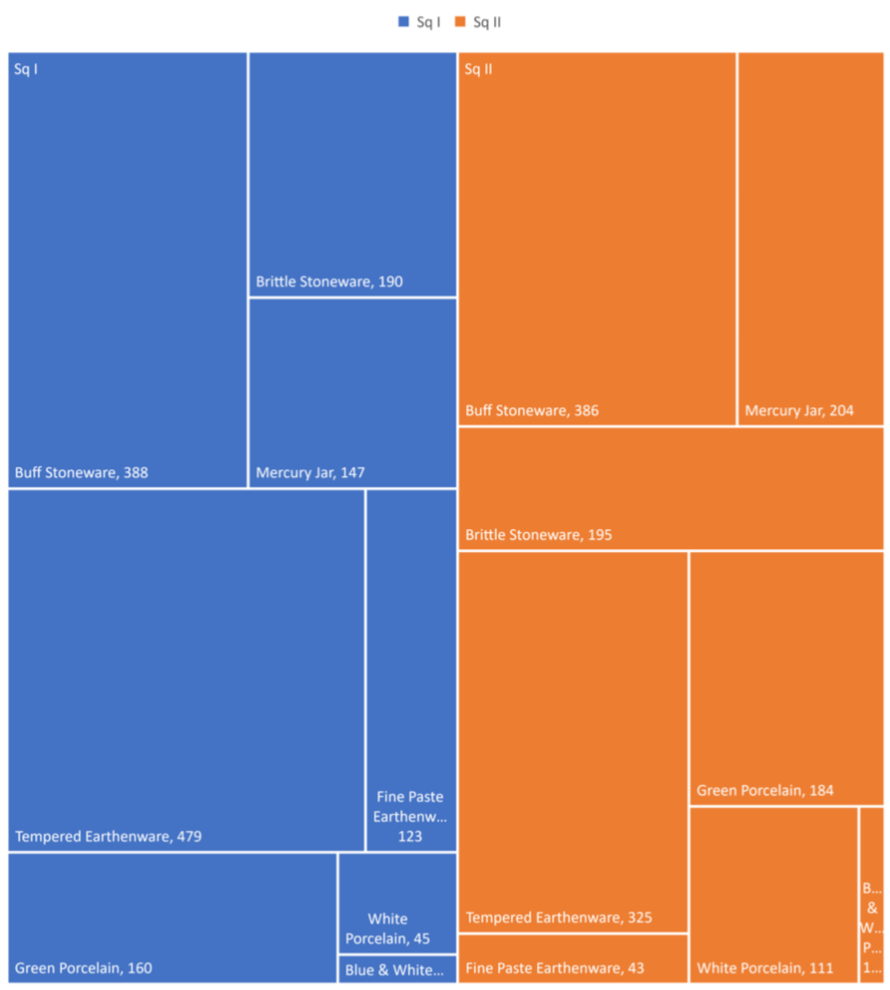 Sq I
Sq II
Sq I
Brittle Stoneware, 190
Buff Stoneware, 388
Mercury Jar, 147
Tempered Earthenware, 479
Fine Paste
Earthenw...
123
Green Porcelain, 160
White
Porcelain, 45
Blue & White...
Sq II
Buff Stoneware, 386
Mercury Jar, 204
Brittle Stoneware, 195
Tempered Earthenware, 325
Fine Paste Earthenware, 43
Green Porcelain, 184
White Porcelain, 111
B...
&
W...
P...
1...